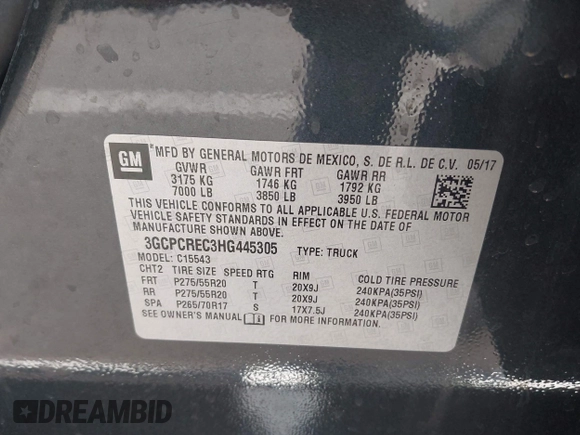 GM
MFD BY GENERAL MOTORS DE MEXICO, S. DE R.L. DE C.V. 05/17
GVWR GAWR FRT GAWR RR
3175 KG 1746 KG 1792 KG
7000 LB 3850 LB 3950 LB
THIS VEHICLE CONFORMS TO ALL APPLICABLE U.S. FEDERAL MOTOR
VEHICLE SAFETY STANDARDS IN EFFECT ON THE DATE OF
MANUFACTURE SHOWN ABOVE.
3GCPCREC3HG445305 TYPE: TRUCK
MODEL: C15543
CHT2 TIRE SIZE SPEED RTG RIM COLD TIRE PRESSURE
FRT P275/55R20 T 20X9J 240KPA(35PSI)
RR P275/55R20 T 20X9J 240KPA(35PSI)
SPA P265/70R17 S 17X7.5J 240KPA(35PSI)
SEE OWNER'S MANUAL FOR MORE INFORMATION.
DREAMBID